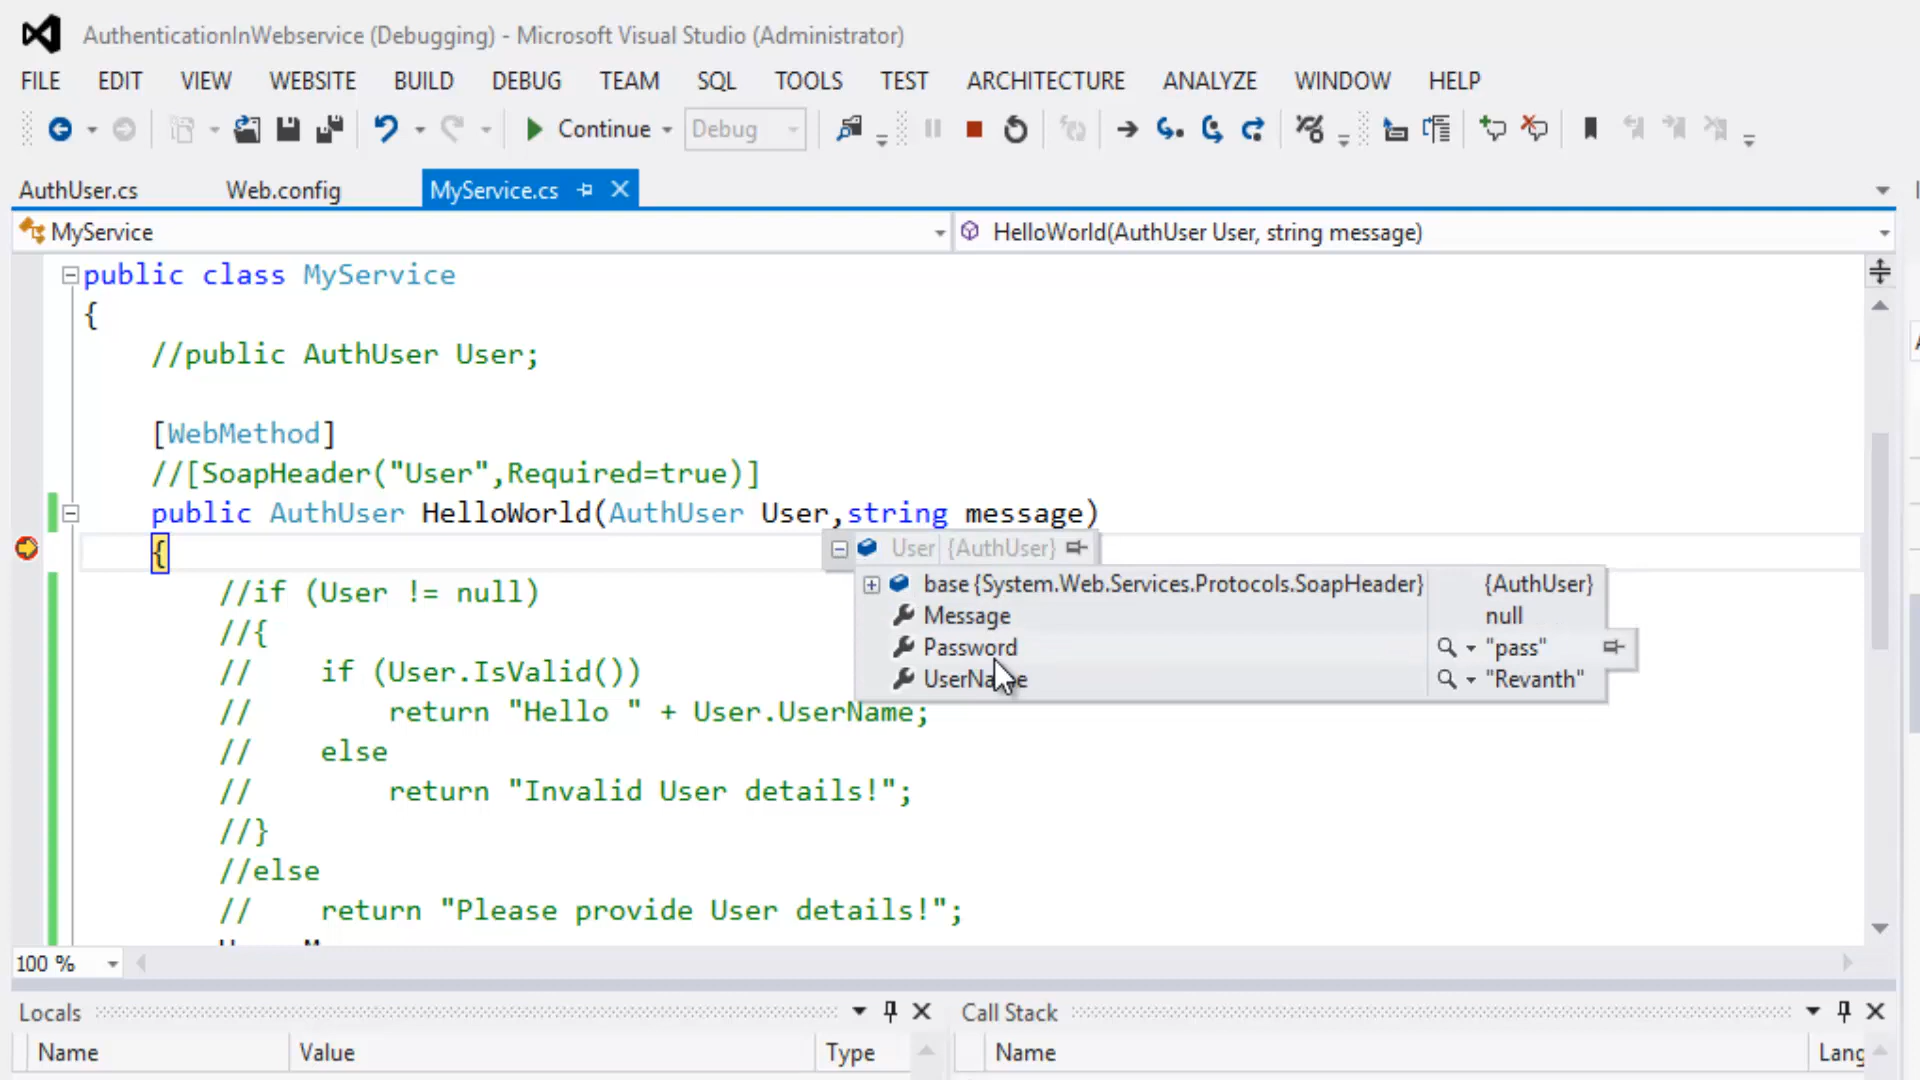 AuthenticationInWebservice (Debugging) - Microsoft Visual Studio (Administrator)
FILE EDIT VIEW WEBSITE BUILD DEBUG TEAM SQL TOOLS TEST ARCHITECTURE ANALYZE WINDOW HELP
Continue Debug
AuthUser.cs Web.config MyService.cs
MyService HelloWorld(AuthUser User, string message)
public class MyService
{
//public AuthUser User;
[WebMethod]
//[SoapHeader("User",Required=true)]
public AuthUser HelloWorld(AuthUser User,string message)
{
User {AuthUser}
base {System.Web.Services.Protocols.SoapHeader} {AuthUser}
Message null
Password "pass"
UserName "Revanth"
//if (User != null)
//{
// if (User.IsValid())
// return "Hello " + User.UserName;
// else
// return "Invalid User details!";
//}
//else
// return "Please provide User details!";
100 %
Locals Call Stack
Name Value Type Name Lang